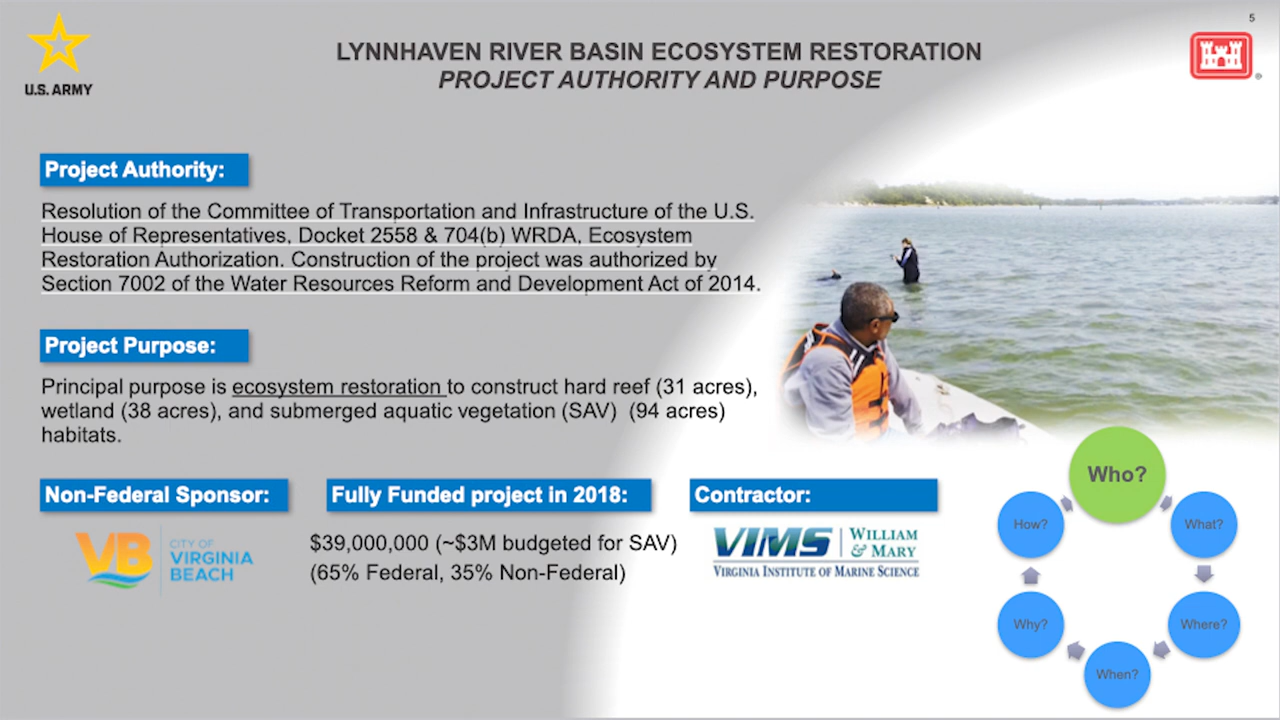 5
U.S. ARMY
LYNNHAVEN RIVER BASIN ECOSYSTEM RESTORATION
PROJECT AUTHORITY AND PURPOSE
®
Project Authority:
Resolution of the Committee of Transportation and Infrastructure of the U.S.
House of Representatives, Docket 2558 & 704(b) WRDA, Ecosystem
Restoration Authorization. Construction of the project was authorized by
Section 7002 of the Water Resources Reform and Development Act of 2014.
Project Purpose:
Principal purpose is ecosystem restoration to construct hard reef (31 acres),
wetland (38 acres), and submerged aquatic vegetation (SAV) (94 acres)
habitats.
Non-Federal Sponsor:
VB
CITY OF
VIRGINIA
BEACH
Fully Funded project in 2018:
$39,000,000 (~$3M budgeted for SAV)
(65% Federal, 35% Non-Federal)
Contractor:
VIMS
WILLIAM
& MARY
VIRGINIA INSTITUTE OF MARINE SCIENCE
Who?
What?
Where?
When?
Why?
How?